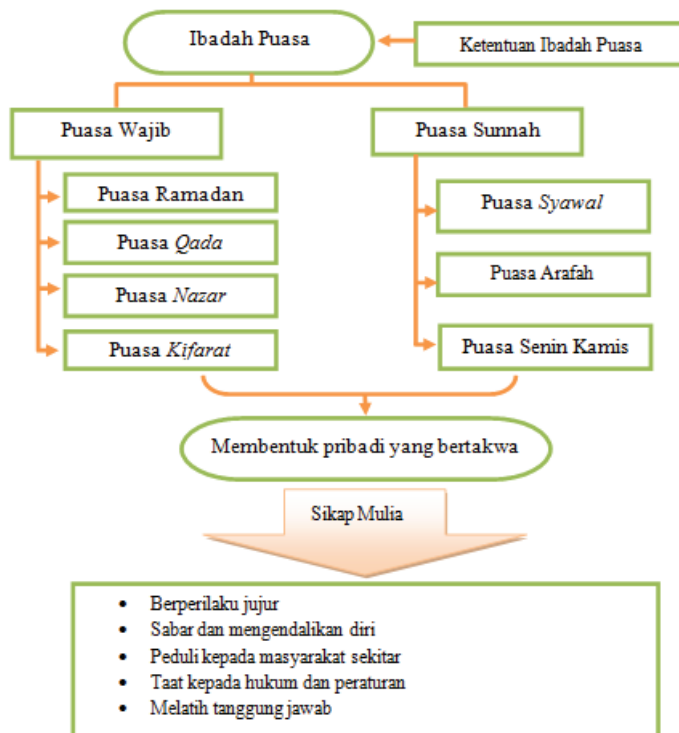 Ibadah Puasa
Ketentuan Ibadah Puasa
Puasa Wajib
Puasa Sunnah
Puasa Ramadan
Puasa Qada
Puasa Nazar
Puasa Kifarat
Puasa Syawal
Puasa Arafah
Puasa Senin Kamis
Membentuk pribadi yang bertakwa
Sikap Mulia
• Berperilaku jujur
• Sabar dan mengendalikan diri
• Peduli kepada masyarakat sekitar
• Taat kepada hukum dan peraturan
• Melatih tanggung jawab